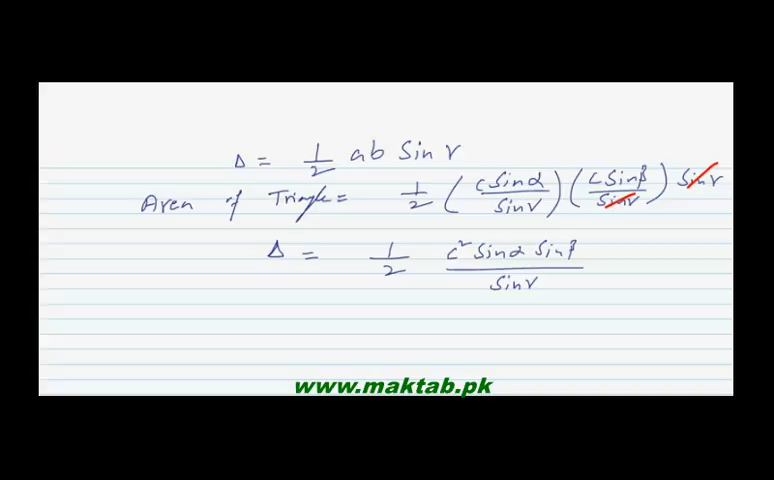 Δ = 1/2 ab Sin γ
Area of Triangle = 1/2 (c Sin α / Sin γ) (c Sin β / Sin γ) Sin γ
Δ = 1/2 c² Sin α Sin β / Sin γ
www.maktab.pk